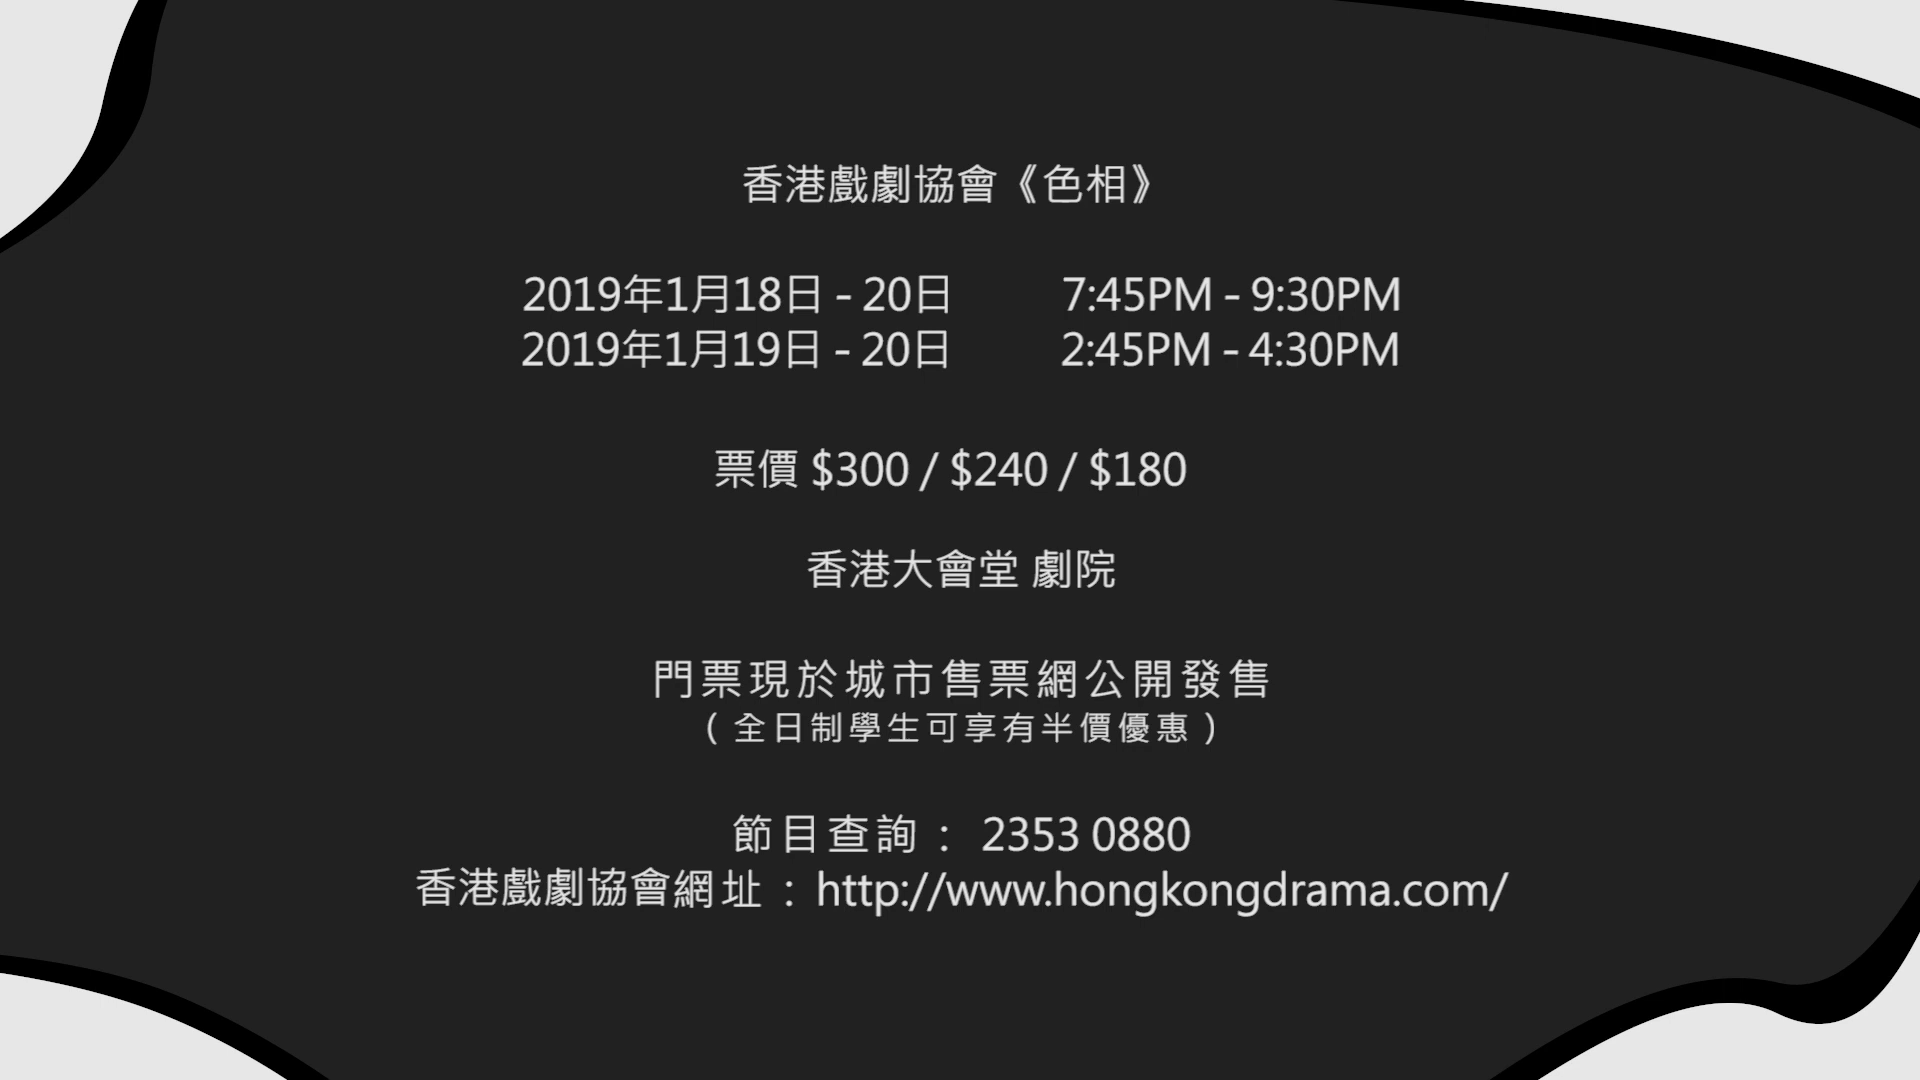 香港戲劇協會《色相》
2019年1月18日 - 20日 7:45PM - 9:30PM
2019年1月19日 - 20日 2:45PM - 4:30PM
票價 $300 / $240 / $180
香港大會堂 劇院
門票現於城市售票網公開發售
（全日制學生可享有半價優惠）
節目查詢： 2353 0880
香港戲劇協會網址：http://www.hongkongdrama.com/